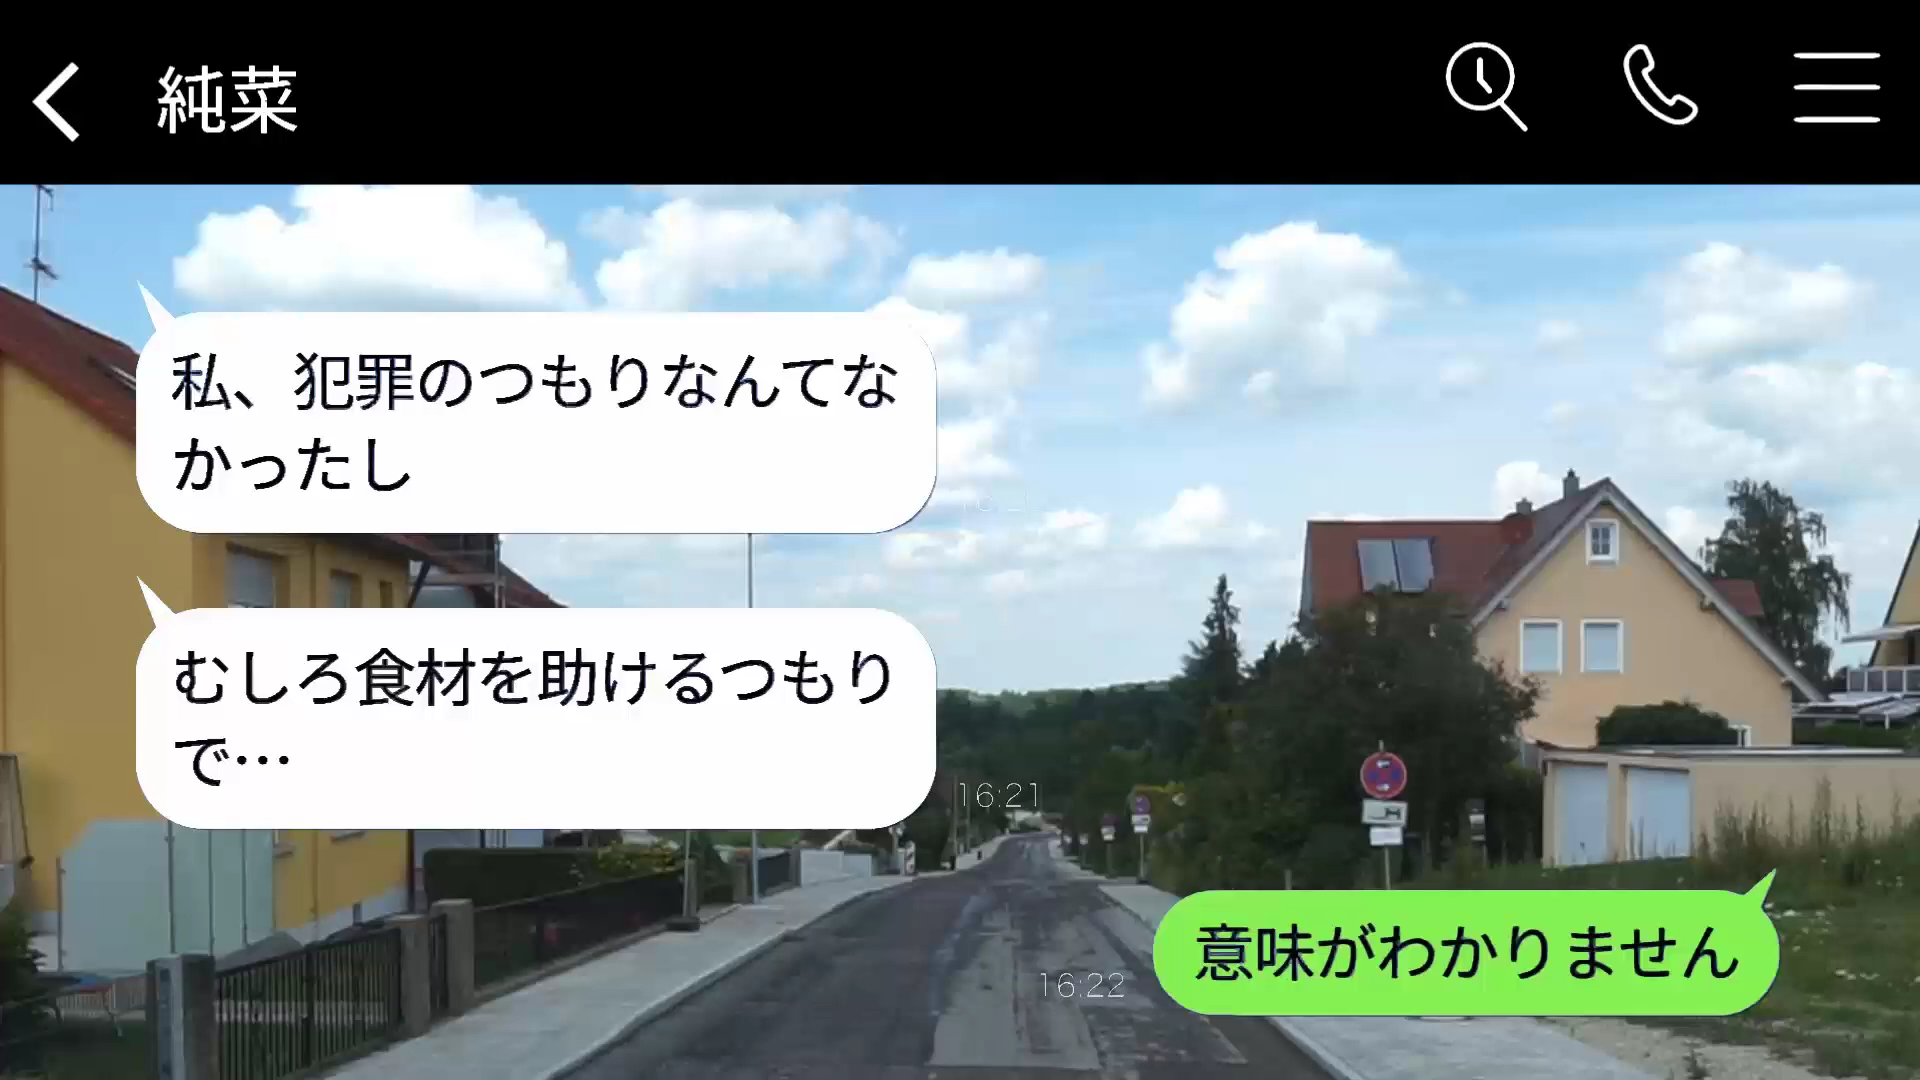 純菜
私、犯罪のつもりなんてな
かったし
むしろ食材を助けるつもり
で…
16:21
意味がわかりません
16:22